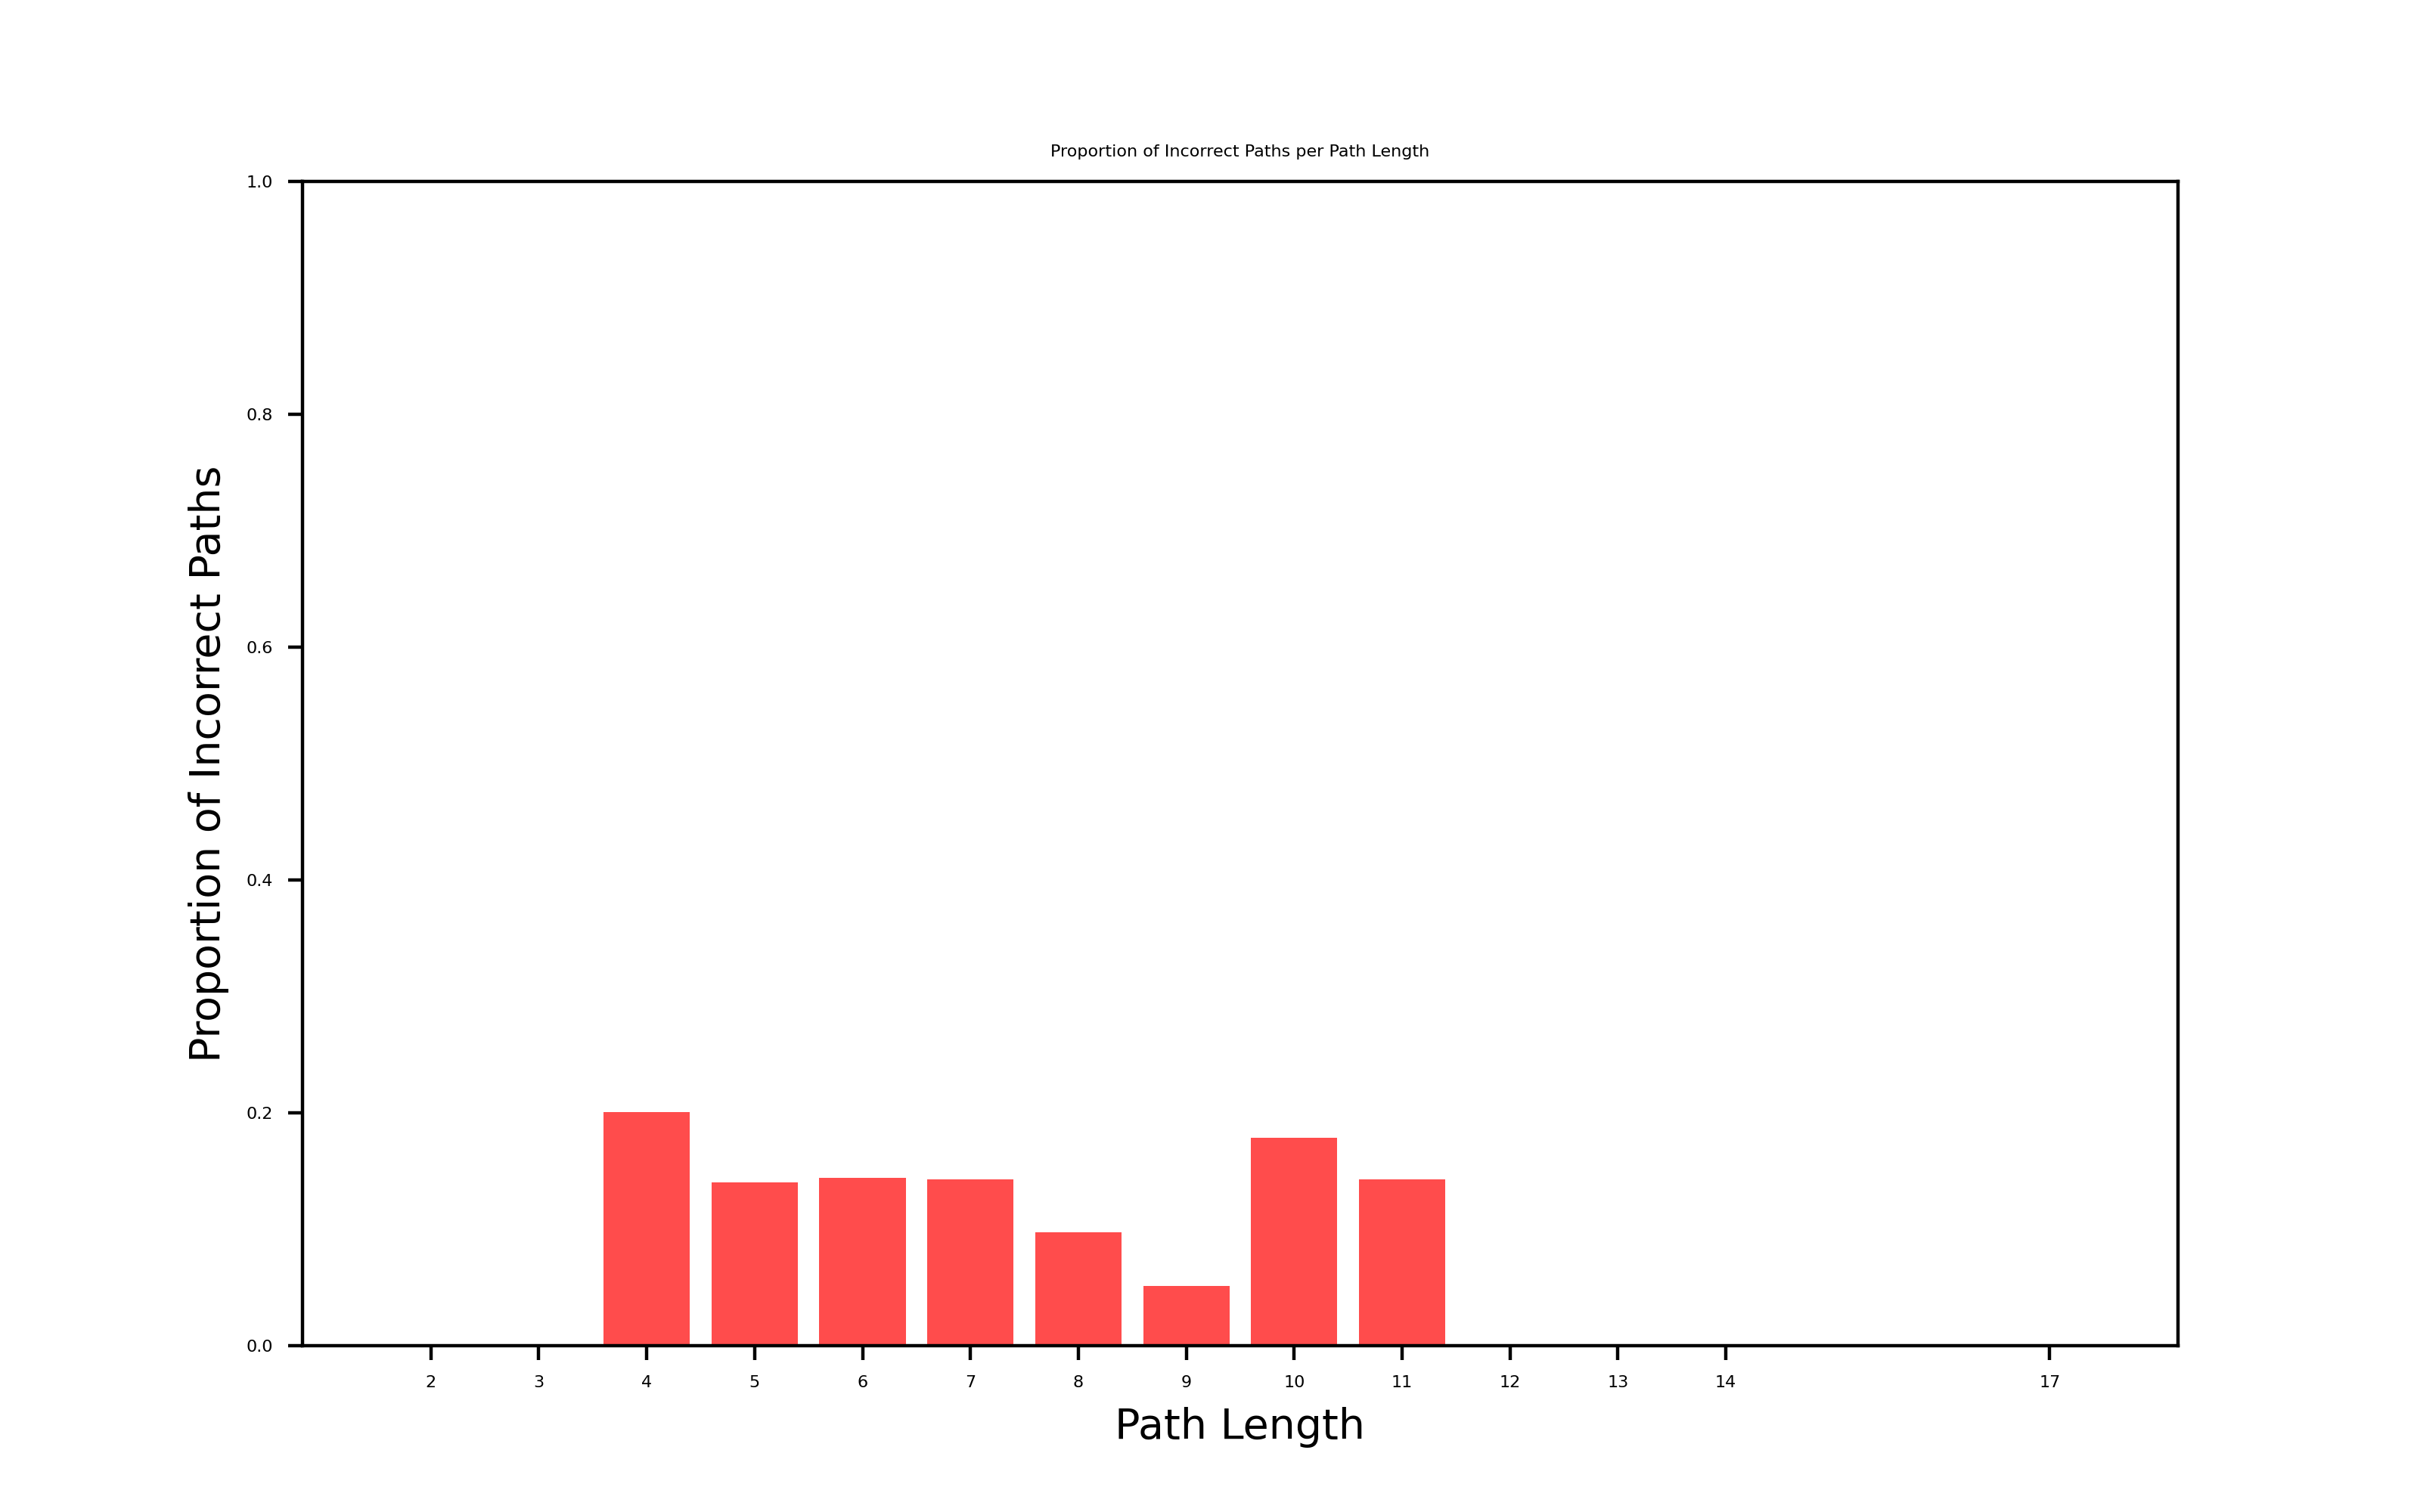 Proportion of Incorrect Paths per Path Length
Proportion of Incorrect Paths
1.0
0.8
0.6
0.4
0.2
0.0
2 3 4 5 6 7 8 9 10 11 12 13 14 17
Path Length